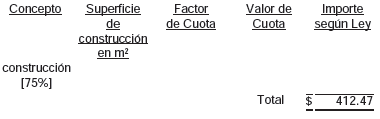 Concepto Superficie Factor Valor de Importe
de de Cuota Cuota según Ley
construcción
en m²
construcción
[75%]
Total $ 412.47